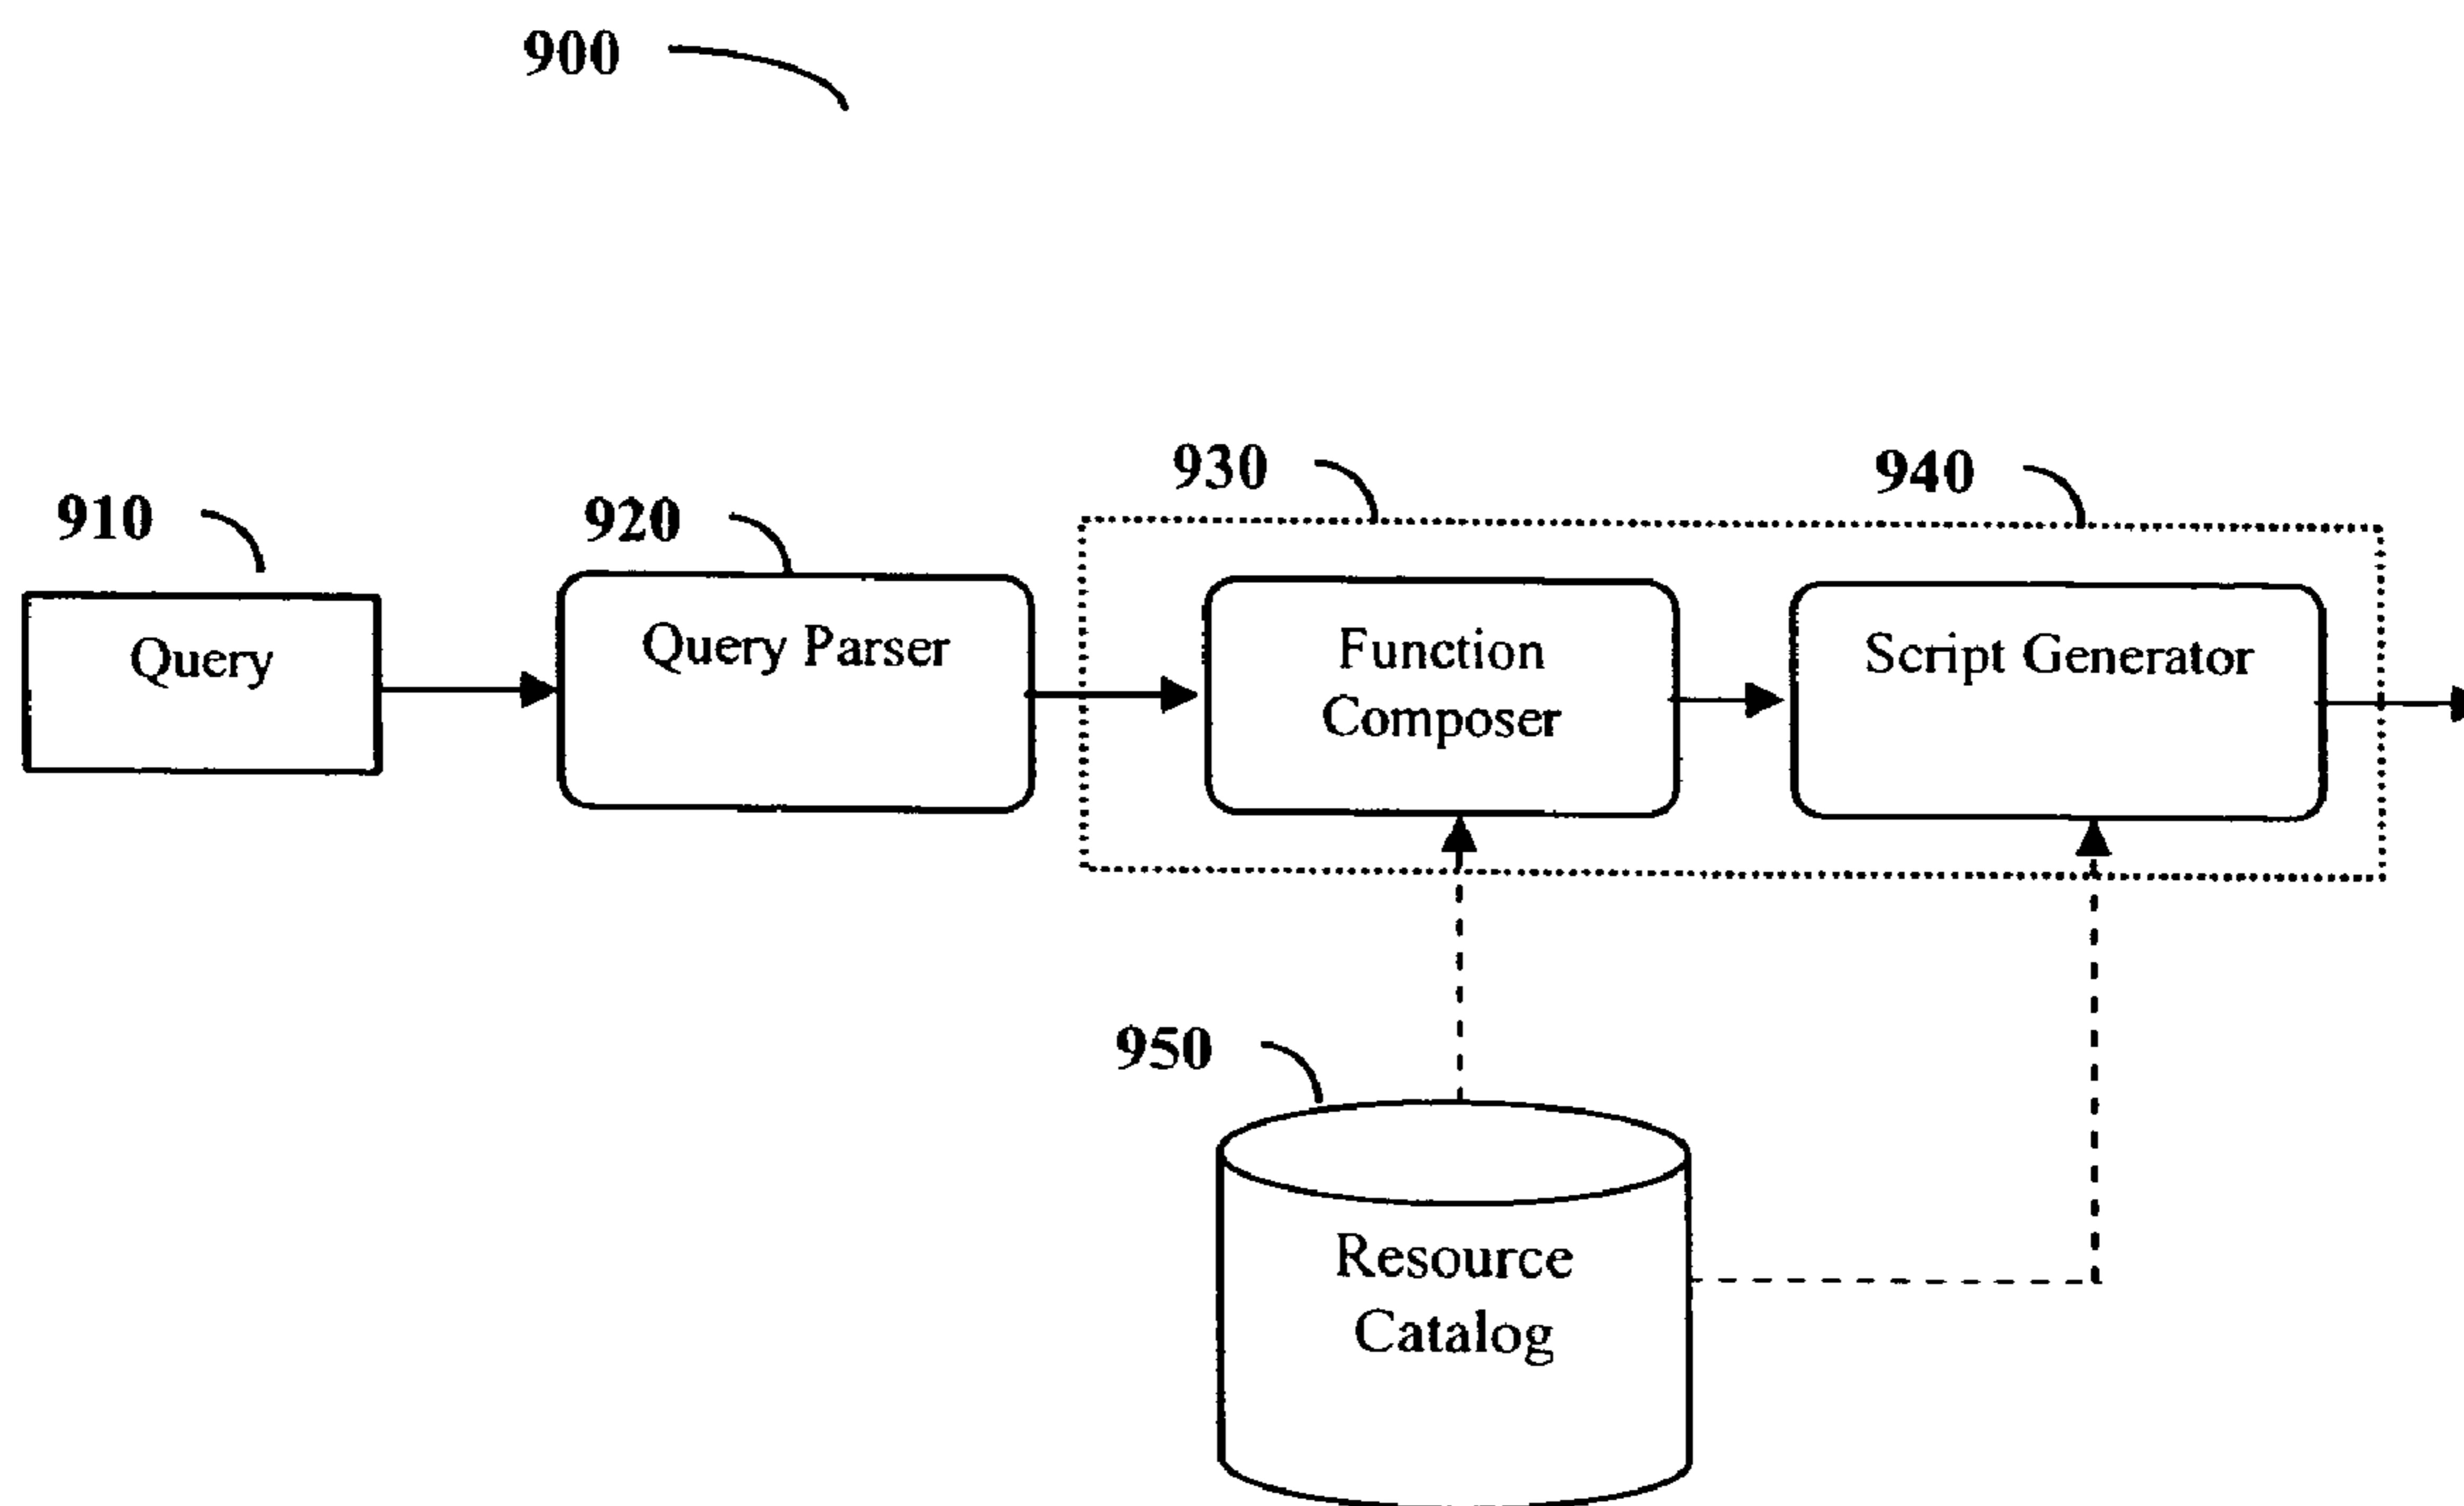 900
930
940
910
920
Query
Query Parser
Function
Composer
Script Generator
950
Resource
Catalog